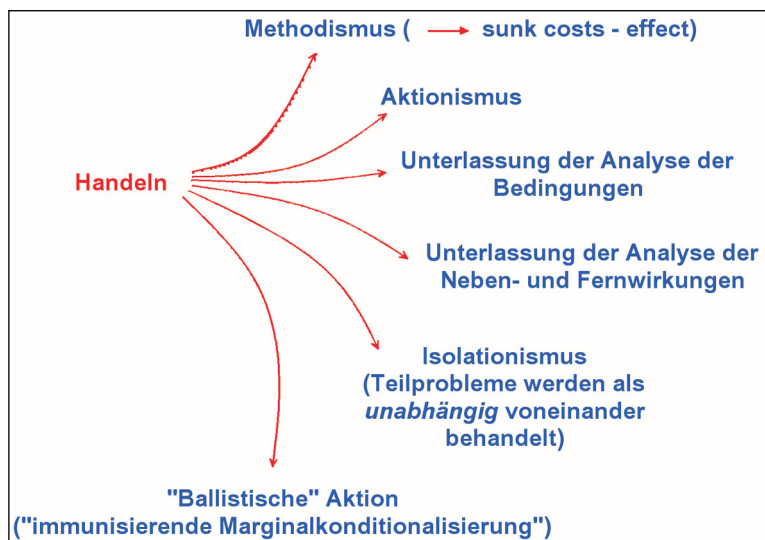 Methodismus ( → sunk costs - effect)
Aktionismus
Handeln
Unterlassung der Analyse der
Bedingungen
Unterlassung der Analyse der
Neben- und Fernwirkungen
Isolationismus
(Teilprobleme werden als
unabhängig voneinander
behandelt)
"Ballistische" Aktion
("immunisierende Marginalkonditionalisierung")